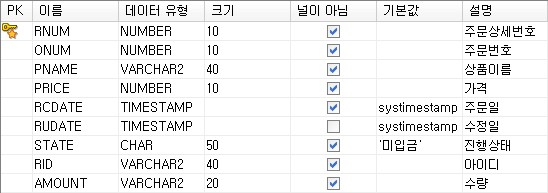 PK 이름 데이터 유형 크기 널이 아님 기본값 설명
RNUM NUMBER 10 주문상세번호
ONUM NUMBER 10 주문번호
PNAME VARCHAR2 40 상품이름
PRICE NUMBER 10 가격
RCDATE TIMESTAMP systimestamp 주문일
RUDATE TIMESTAMP systimestamp 수정일
STATE CHAR 50 '미입금' 진행상태
RID VARCHAR2 40 아이디
AMOUNT VARCHAR2 20 수량